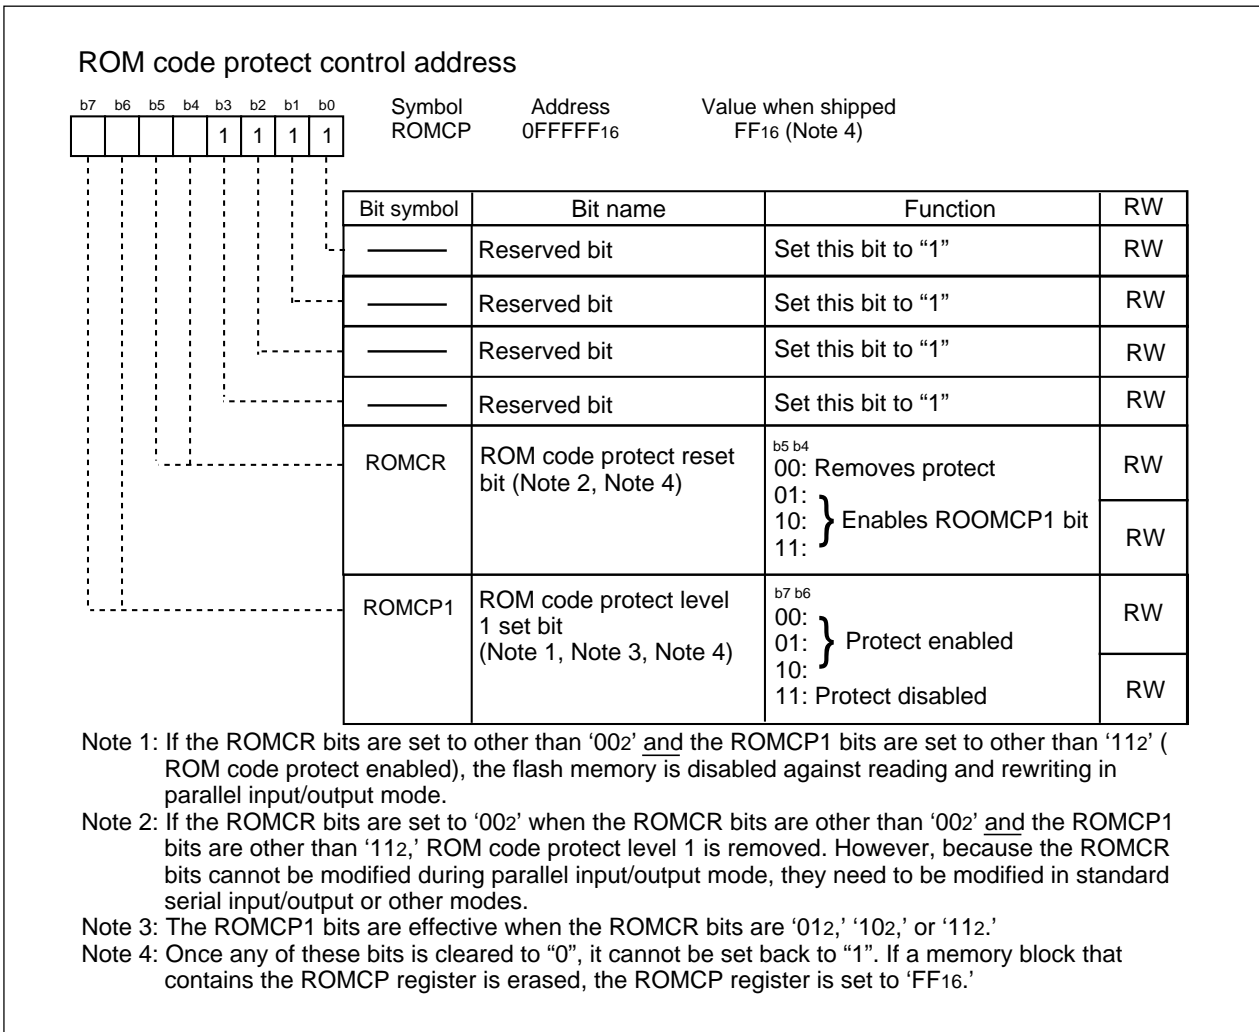 ROM code protect control address
b7 b6 b5 b4 b3 b2 b1 b0
1 1 1 1
Symbol Address Value when shipped
ROMCP 0FFFFF16 FF16 (Note 4)
Bit symbol Bit name Function RW
Reserved bit Set this bit to “1” RW
Reserved bit Set this bit to “1” RW
Reserved bit Set this bit to “1” RW
Reserved bit Set this bit to “1” RW
ROMCR ROM code protect reset
bit (Note 2, Note 4)
b5 b4
00: Removes protect
01:
10: } Enables ROOMCP1 bit
11:
RW
RW
ROMCP1 ROM code protect level
1 set bit
(Note 1, Note 3, Note 4)
b7 b6
00:
01: } Protect enabled
10:
11: Protect disabled
RW
RW
Note 1: If the ROMCR bits are set to other than ‘002’ and the ROMCP1 bits are set to other than ‘112’ (
ROM code protect enabled), the flash memory is disabled against reading and rewriting in
parallel input/output mode.
Note 2: If the ROMCR bits are set to ‘002’ when the ROMCR bits are other than ‘002’ and the ROMCP1
bits are other than ‘112,’ ROM code protect level 1 is removed. However, because the ROMCR
bits cannot be modified during parallel input/output mode, they need to be modified in standard
serial input/output or other modes.
Note 3: The ROMCP1 bits are effective when the ROMCR bits are ‘012,’ ‘102,’ or ‘112.’
Note 4: Once any of these bits is cleared to “0”, it cannot be set back to “1”. If a memory block that
contains the ROMCP register is erased, the ROMCP register is set to ‘FF16.’